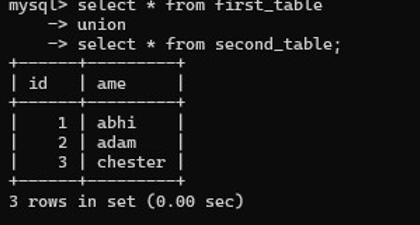 mysql> select * from first_table
    -> union
    -> select * from second_table;
+------+---------+
| id   | ame     |
+------+---------+
|    1 | abhi    |
|    2 | adam    |
|    3 | chester |
+------+---------+
3 rows in set (0.00 sec)